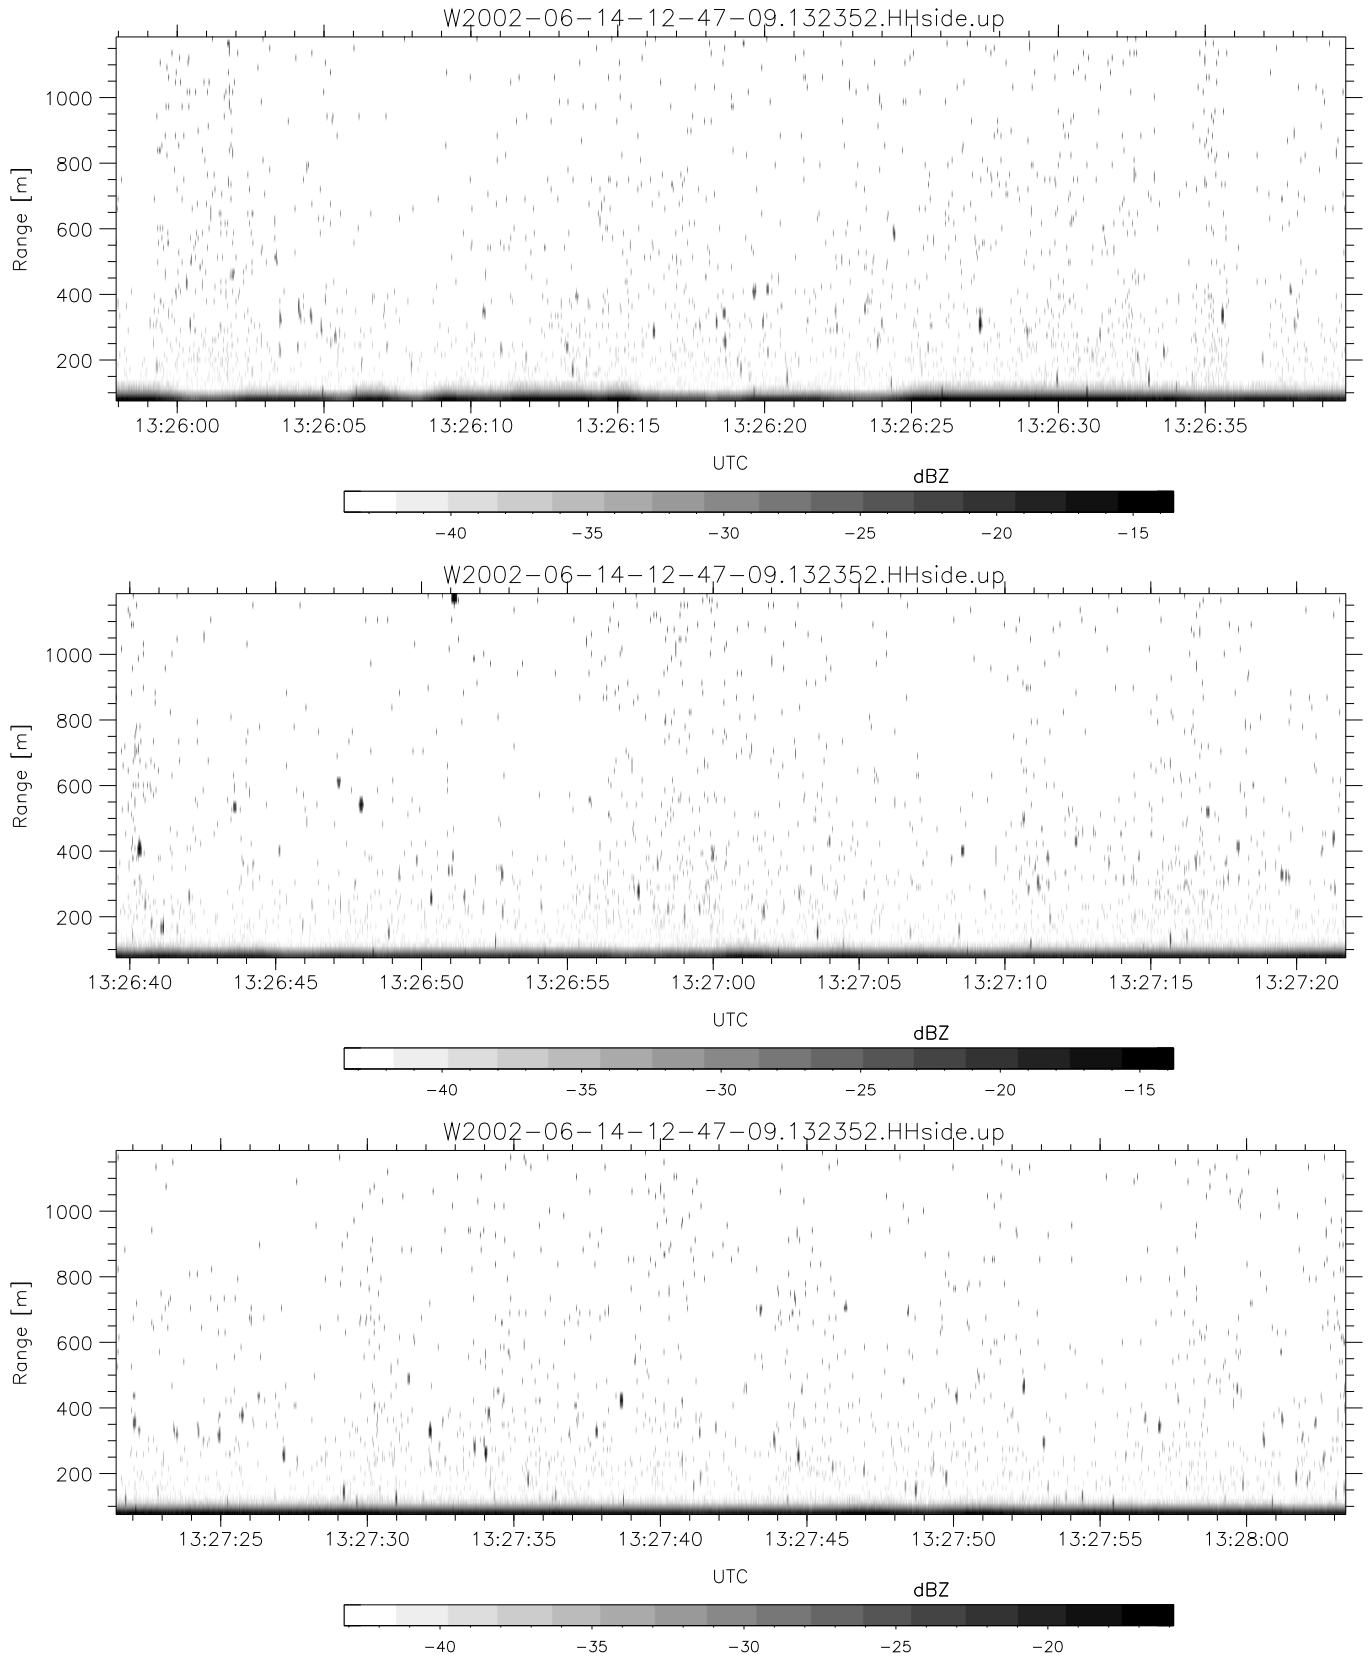 W2002-06-14-12-47-09.132352.HHside.up
1000
800
600
400
200
Range [m]
13:26:00 13:26:05 13:26:10 13:26:15 13:26:20 13:26:25 13:26:30 13:26:35
UTC
dBZ
-40 -35 -30 -25 -20 -15
W2002-06-14-12-47-09.132352.HHside.up
1000
800
600
400
200
Range [m]
13:26:40 13:26:45 13:26:50 13:26:55 13:27:00 13:27:05 13:27:10 13:27:15 13:27:20
UTC
dBZ
-40 -35 -30 -25 -20 -15
W2002-06-14-12-47-09.132352.HHside.up
1000
800
600
400
200
Range [m]
13:27:25 13:27:30 13:27:35 13:27:40 13:27:45 13:27:50 13:27:55 13:28:00
UTC
dBZ
-40 -35 -30 -25 -20